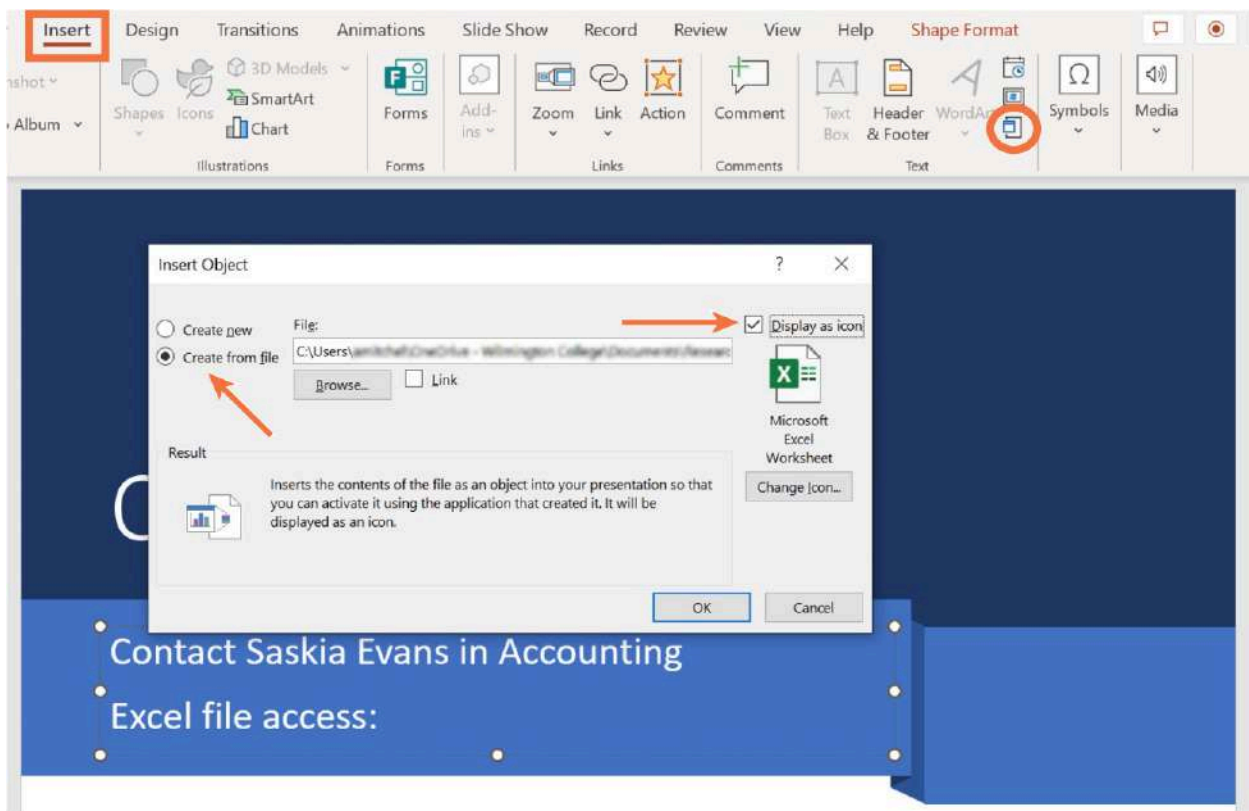 Insert Design Transitions Animations Slide Show Record Review View Help Shape Format
3D Models
SmartArt
Chart
Album
Shapes Icons
Illustrations
Forms
Forms
Add-
ins
Zoom Link Action
Links
Comment
Comments
Text
Box
Header
& Footer
Text
Symbols
Media
Insert Object ?
Create new
Create from file
File:
C:\Users\
Browse...
Link
Display as icon
Microsoft
Excel
Worksheet
Change Icon...
Result
Inserts the contents of the file as an object into your presentation so that
you can activate it using the application that created it. It will be
displayed as an icon.
OK Cancel
Contact Saskia Evans in Accounting
Excel file access: